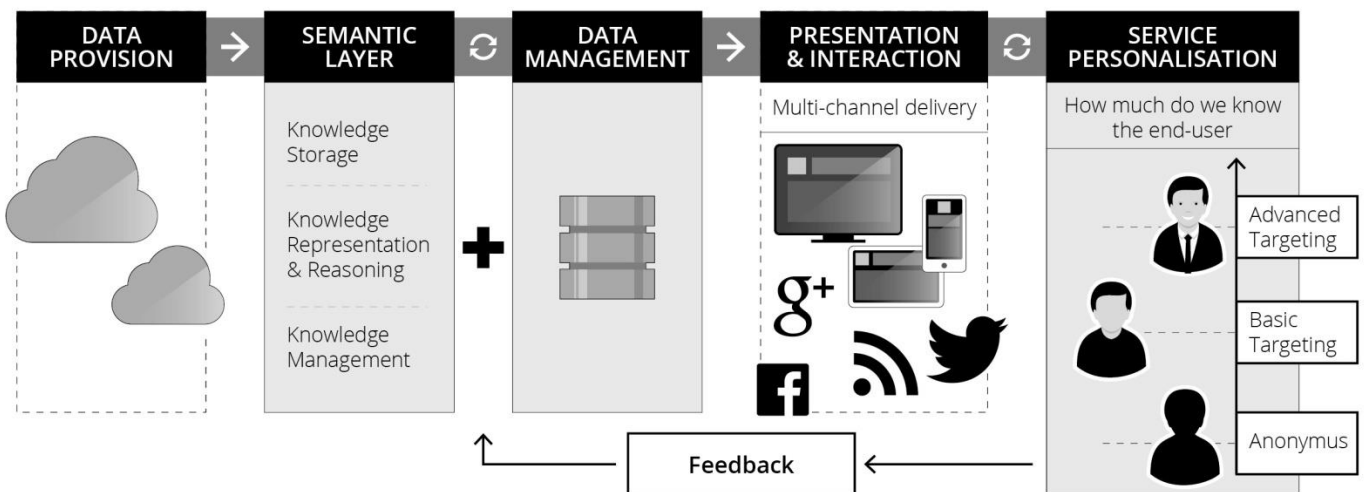 DATA
PROVISION
SEMANTIC
LAYER
DATA
MANAGEMENT
PRESENTATION
& INTERACTION
SERVICE
PERSONALISATION
Knowledge
Storage
Knowledge
Representation
& Reasoning
Knowledge
Management
Multi-channel delivery
g+
f
How much do we know
the end-user
Advanced
Targeting
Basic
Targeting
Anonymus
Feedback